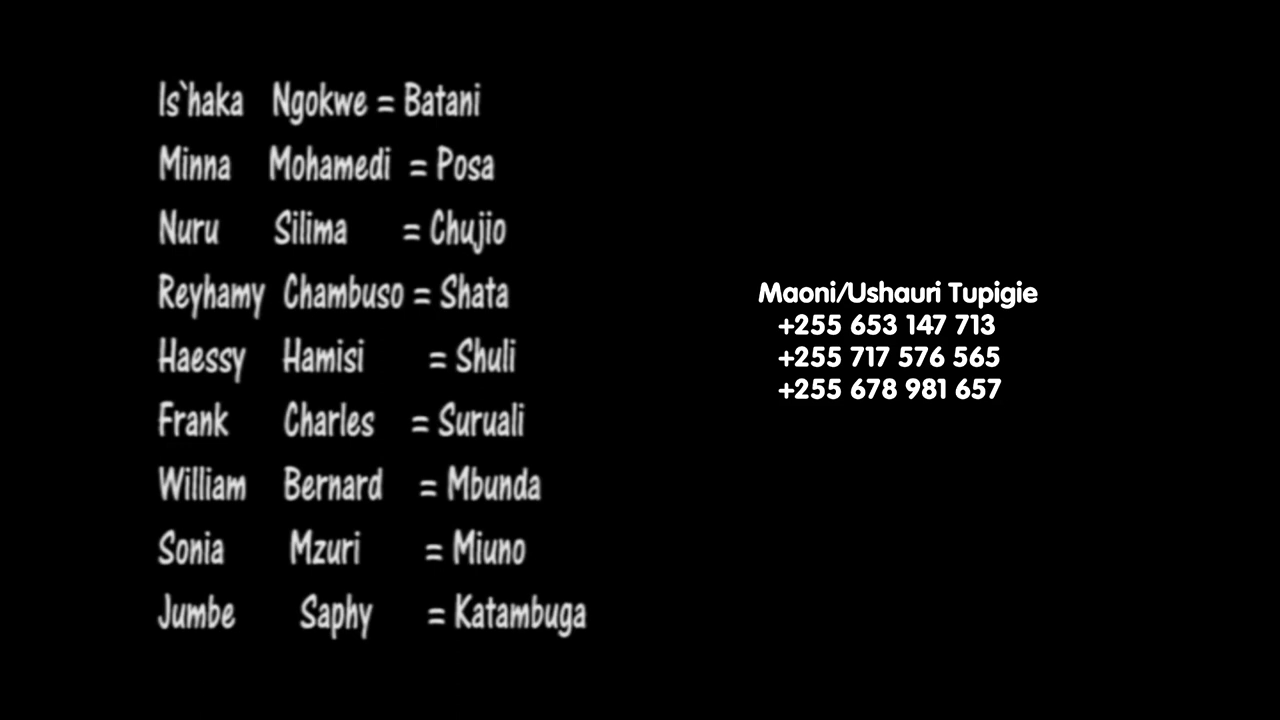 Is`haka Ngokwe = Batani
Minna Mohamedi = Posa
Nuru Silima = Chujio
Reyhamy Chambuso = Shata
Haessy Hamisi = Shuli
Frank Charles = Suruali
William Bernard = Mbunda
Sonia Mzuri = Miuno
Jumbe Saphy = Katambuga
Maoni/Ushauri Tupigie
+255 653 147 713
+255 717 576 565
+255 678 981 657